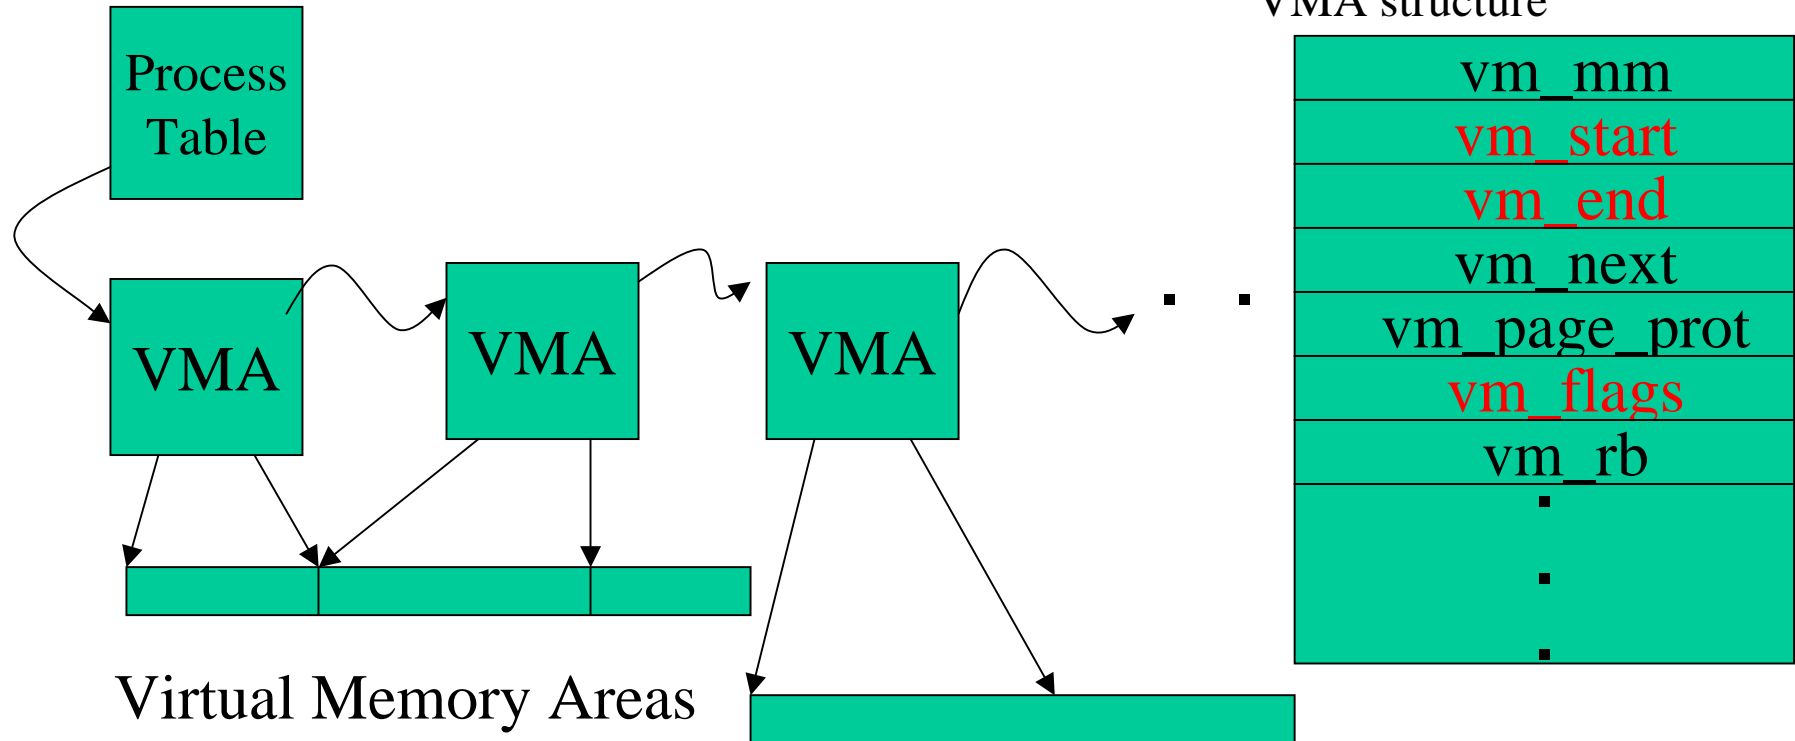 VMA structure
Process
Table
VMA
VMA
VMA
vm_mm
vm_start
vm_end
vm_next
vm_page_prot
vm_flags
vm_rb
Virtual Memory Areas